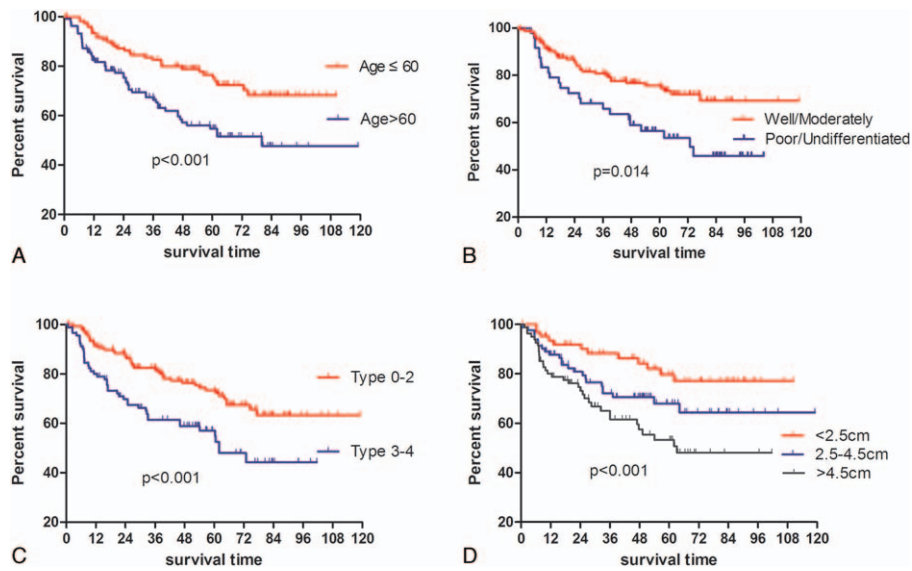 100
80
60
40
20
Percent survival
Age ≤ 60
Age>60
p<0.001
0 12 24 36 48 60 72 84 96 108 120
survival time
A
100
80
60
40
20
Percent survival
Well/Moderately
Poor/Undifferentiated
p=0.014
0 12 24 36 48 60 72 84 96 108 120
survival time
B
100
80
60
40
20
Percent survival
Type 0-2
Type 3-4
p<0.001
0 12 24 36 48 60 72 84 96 108 120
survival time
C
100
80
60
40
20
Percent survival
<2.5cm
2.5-4.5cm
>4.5cm
p<0.001
0 12 24 36 48 60 72 84 96 108 120
survival time
D